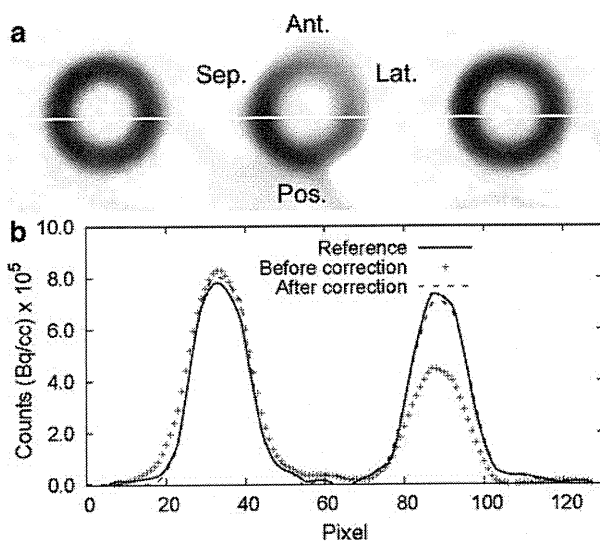 a
Ant.
Sep.
Lat.
Pos.
b
10.0
8.0
6.0
4.0
2.0
0.0
Counts (Bq/cc) x 10⁵
Reference
Before correction
After correction
0 20 40 60 80 100 120
Pixel